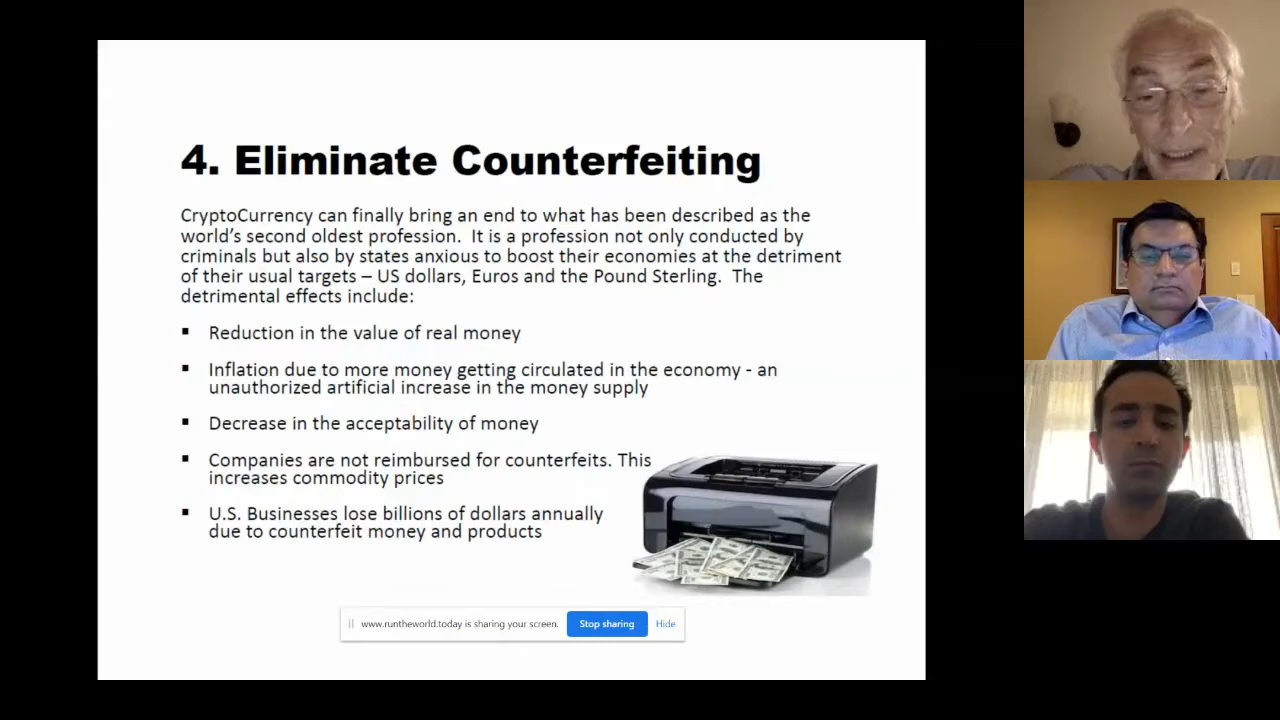 4. Eliminate Counterfeiting
CryptoCurrency can finally bring an end to what has been described as the
world's second oldest profession. It is a profession not only conducted by
criminals but also by states anxious to boost their economies at the detriment
of their usual targets – US dollars, Euros and the Pound Sterling. The
detrimental effects include:
▪ Reduction in the value of real money
▪ Inflation due to more money getting circulated in the economy - an
unauthorized artificial increase in the money supply
▪ Decrease in the acceptability of money
▪ Companies are not reimbursed for counterfeits. This
increases commodity prices
▪ U.S. Businesses lose billions of dollars annually
due to counterfeit money and products
www.runtheworld.today is sharing your screen. Stop sharing Hide